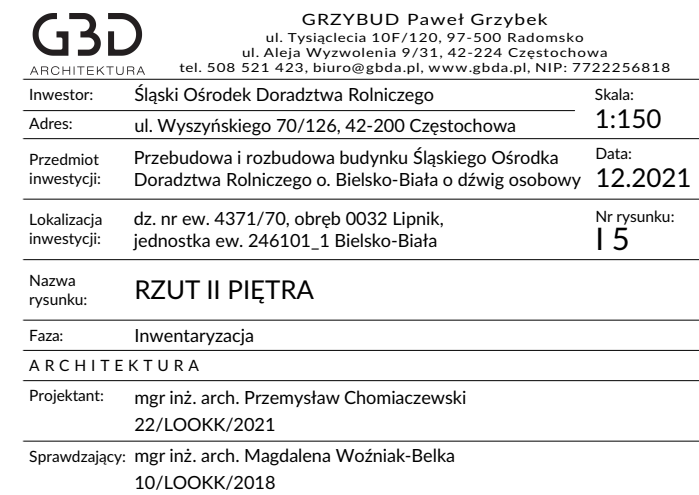 GBD
ARCHITEKTURA
GRZYBUD Paweł Grzybek
ul. Tysiąclecia 10F/120, 97-500 Radomsko
ul. Aleja Wyzwolenia 9/31, 42-224 Częstochowa
tel. 508 521 423, biuro@gbda.pl, www.gbda.pl, NIP: 7722256818
Inwestor: Śląski Ośrodek Doradztwa Rolniczego
Skala:
1:150
Adres: ul. Wyszyńskiego 70/126, 42-200 Częstochowa
Przedmiot inwestycji:
Przebudowa i rozbudowa budynku Śląskiego Ośrodka
Doradztwa Rolniczego o. Bielsko-Biała o dźwig osobowy
Data:
12.2021
Lokalizacja inwestycji:
dz. nr ew. 4371/70, obręb 0032 Lipnik,
jednostka ew. 246101_1 Bielsko-Biała
Nr rysunku:
I 5
Nazwa rysunku:
RZUT II PIĘTRA
Faza: Inwentaryzacja
ARCHITEKTURA
Projektant: mgr inż. arch. Przemysław Chomiaczewski
22/LOOKK/2021
Sprawdzający: mgr inż. arch. Magdalena Woźniak-Belka
10/LOOKK/2018